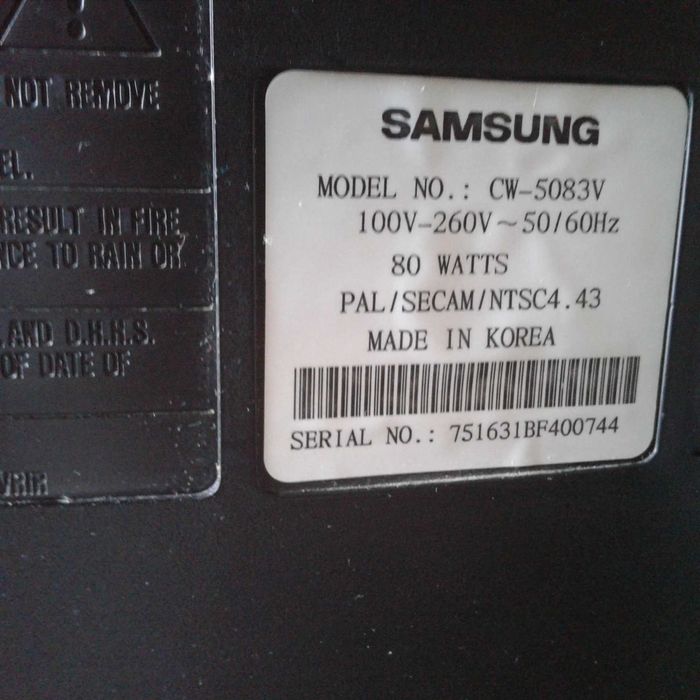 NOT REMOVE
EL.
RESULT IN FIRE
NCE TO RAIN OR
AND D.H.H.S.
OF DATE OF
VRIR
SAMSUNG
MODEL NO.: CW-5083V
100V-260V~50/60Hz
80 WATTS
PAL/SECAM/NTSC4.43
MADE IN KOREA
SERIAL NO.: 751631BF400744